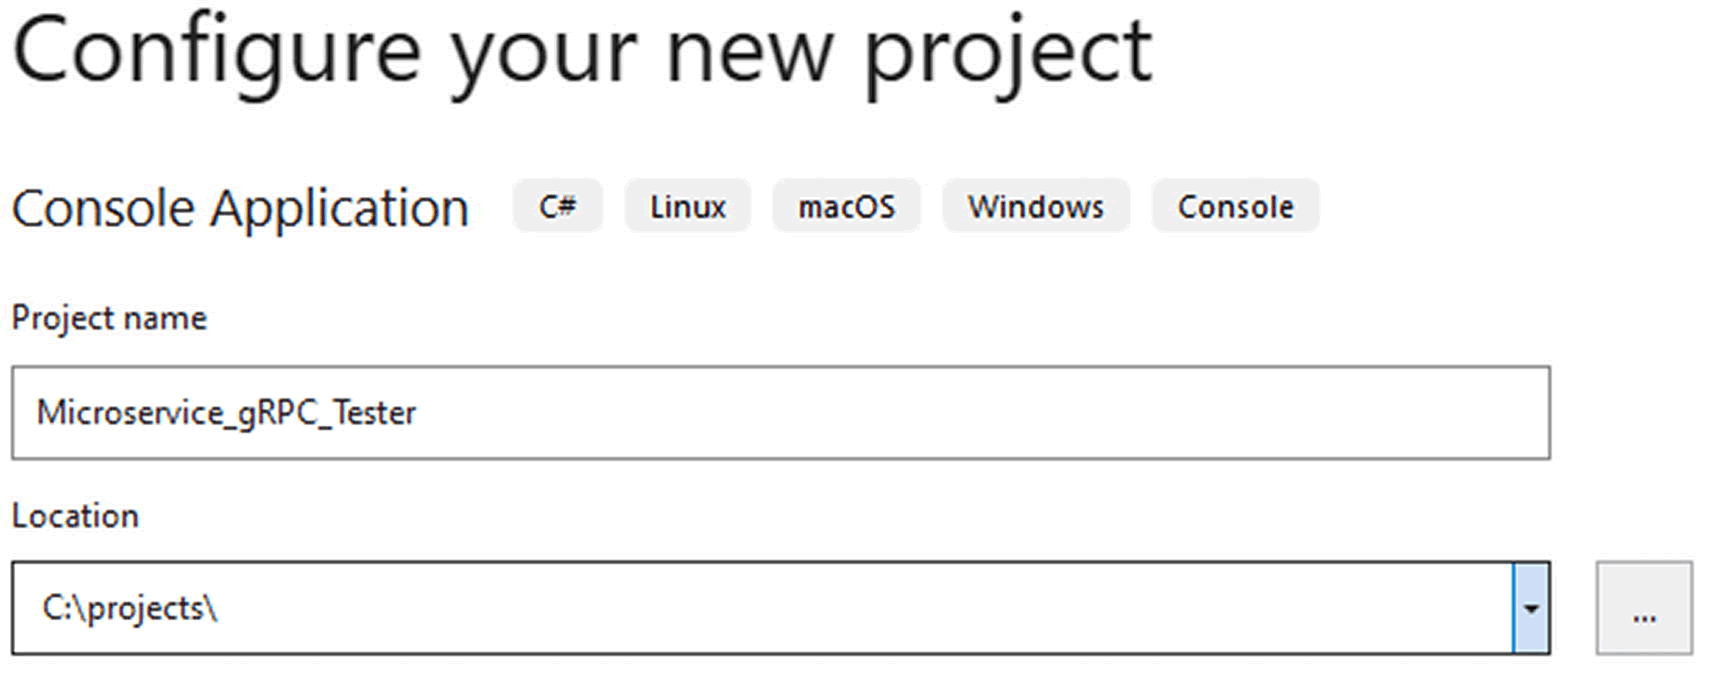 Configure your new project
Console Application C# Linux macOS Windows Console
Project name
Microservice_gRPC_Tester
Location
C:\projects\
...